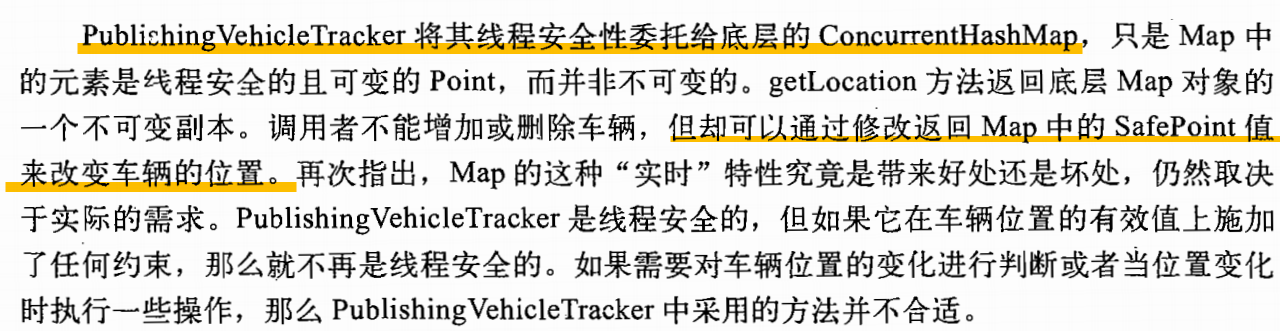 PublishingVehicleTracker 将其线程安全性委托给底层的 ConcurrentHashMap，只是 Map 中
的元素是线程安全的且可变的 Point，而并非不可变的。getLocation 方法返回底层 Map 对象的
一个不可变副本。调用者不能增加或删除车辆，但却可以通过修改返回 Map 中的 SafePoint 值
来改变车辆的位置。再次指出，Map 的这种“实时”特性究竟是带来好处还是坏处，仍然取决
于实际的需求。PublishingVehicleTracker 是线程安全的，但如果它在车辆位置的有效值上施加
了任何约束，那么就不再是线程安全的。如果需要对车辆位置的变化进行判断或者当位置变化
时执行一些操作，那么 PublishingVehicleTracker 中采用的方法并不合适。